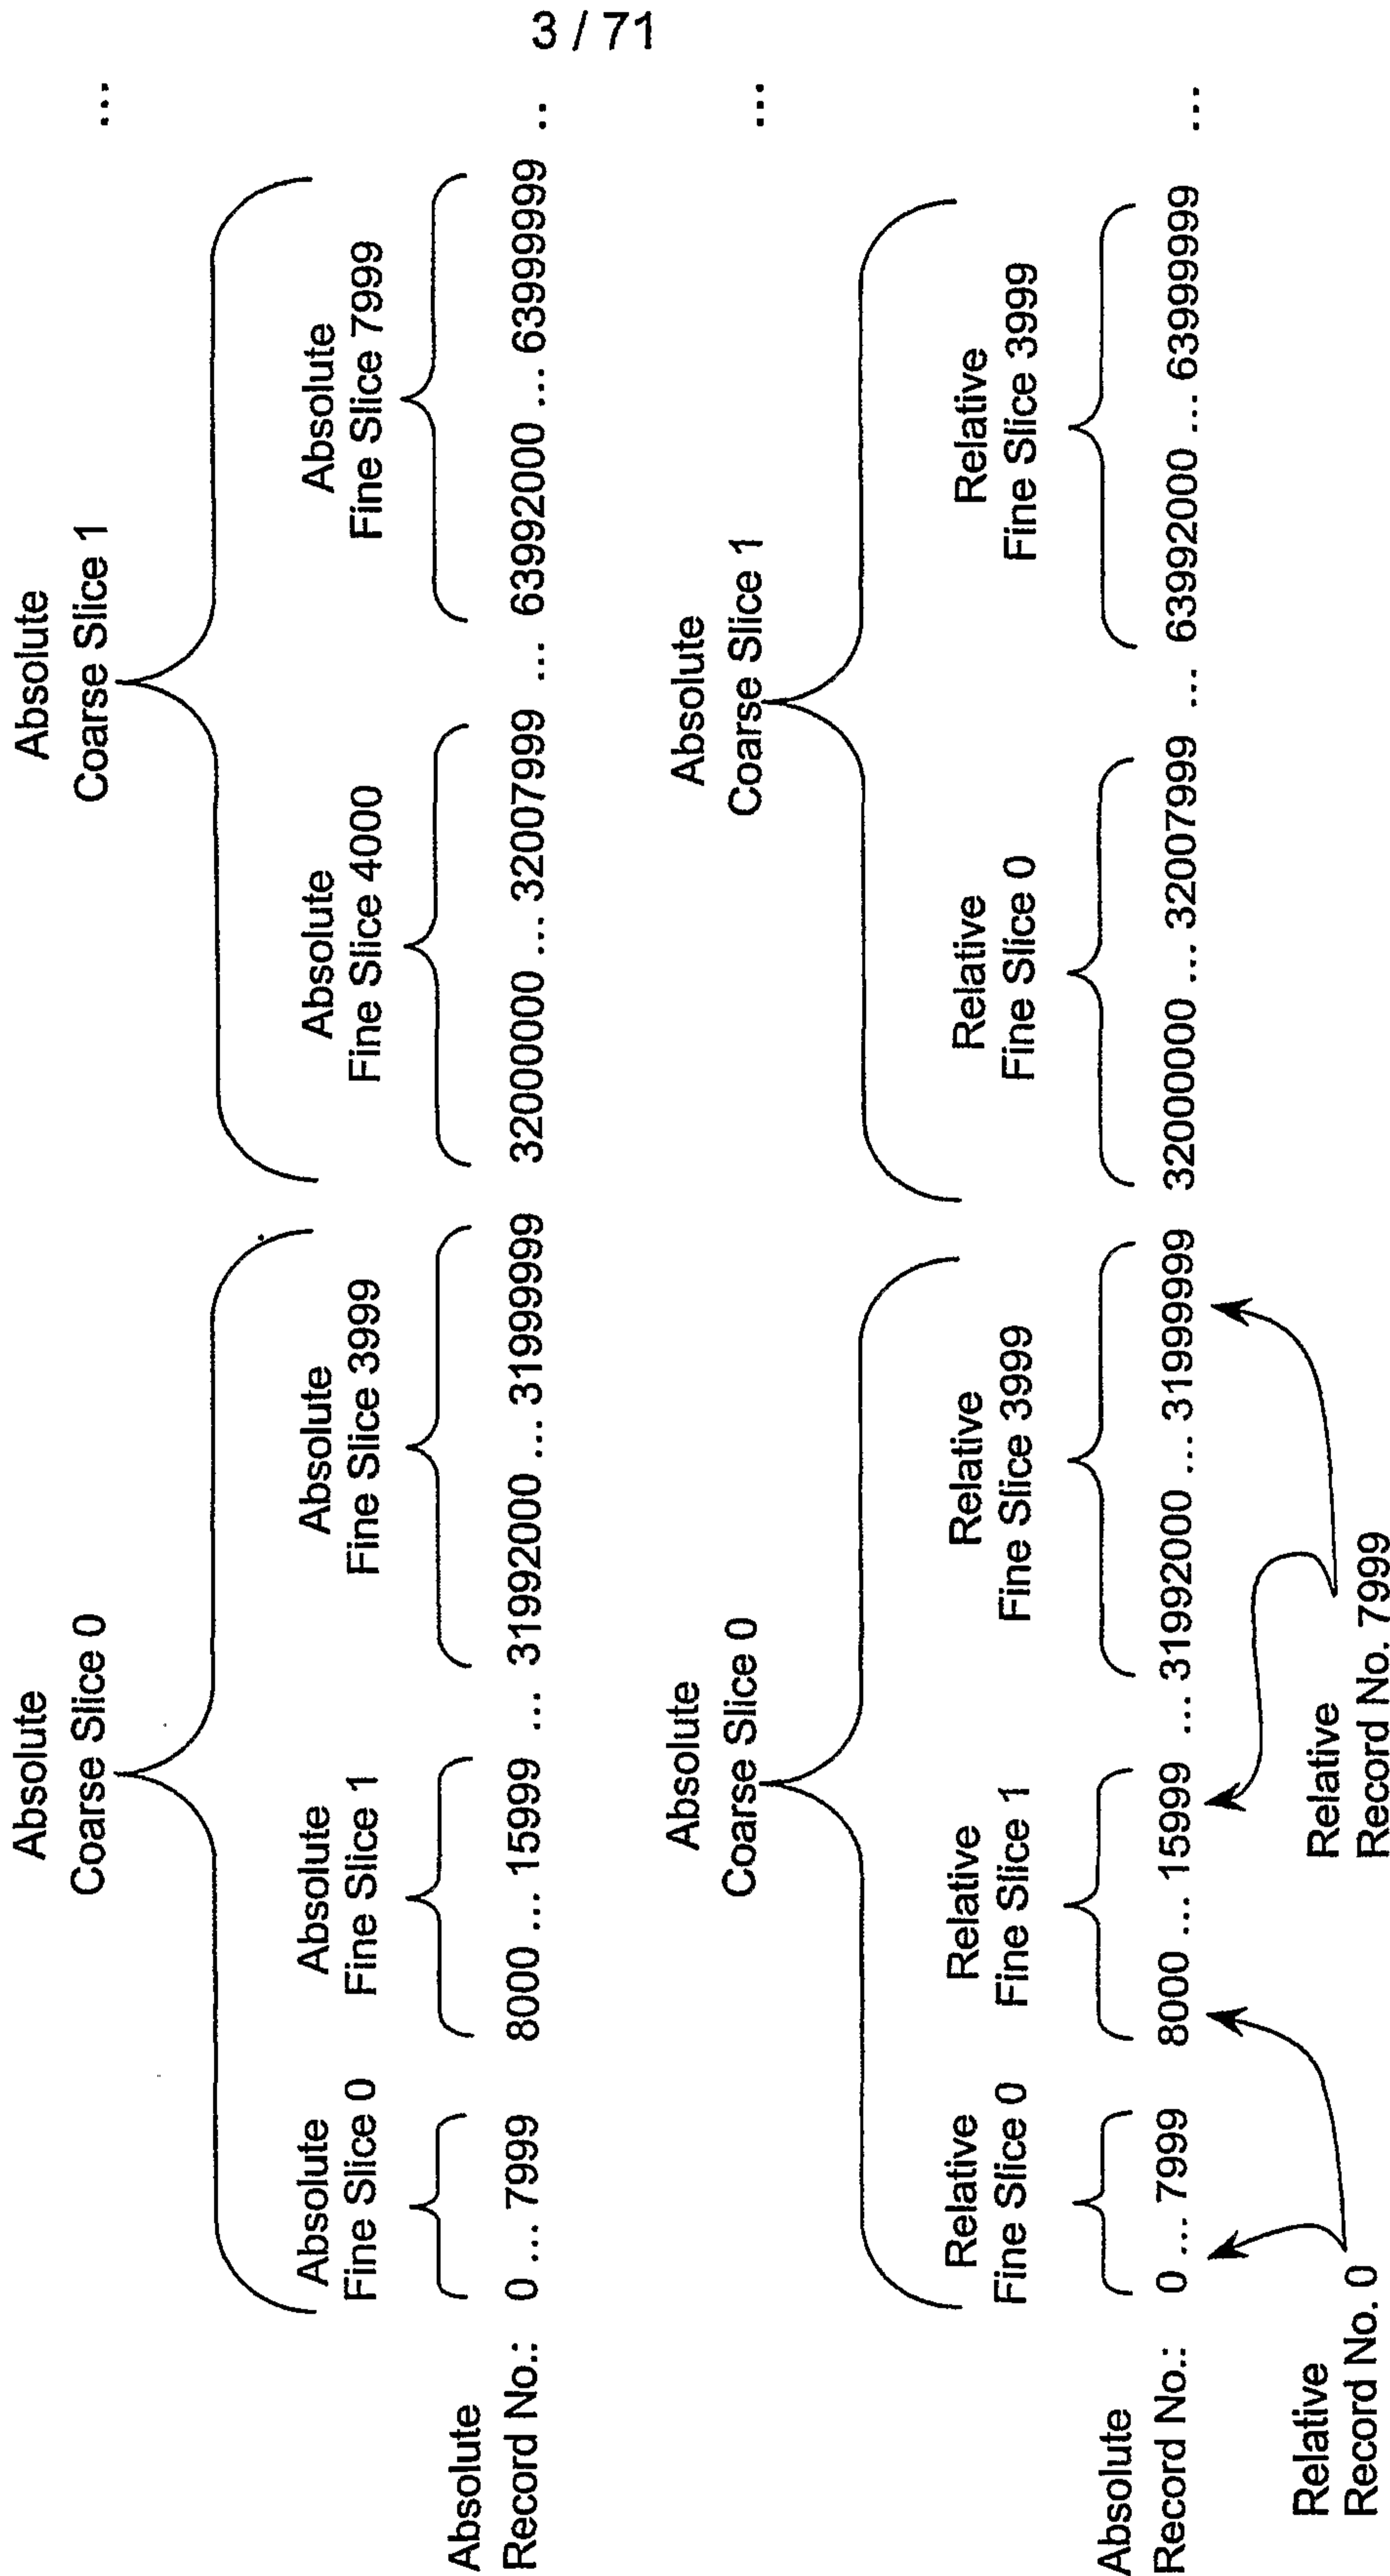 3 / 71
Absolute
Coarse Slice 0
Absolute
Coarse Slice 1
...
Absolute
Fine Slice 0
Absolute
Fine Slice 1
Absolute
Fine Slice 3999
Absolute
Fine Slice 4000
Absolute
Fine Slice 7999
Absolute
Record No.: 0 ... 7999 8000 ... 15999 ... 31992000 ... 31999999 32000000 ... 32007999 ... 63992000 ... 63999999 ..
Absolute
Coarse Slice 0
Absolute
Coarse Slice 1
...
Relative
Fine Slice 0
Relative
Fine Slice 1
Relative
Fine Slice 3999
Relative
Fine Slice 0
Relative
Fine Slice 3999
Absolute
Record No.: 0 ... 7999 8000 ... 15999 ... 31992000 ... 31999999 32000000 ... 32007999 ... 63992000 ... 63999999 ...
Relative
Record No. 0
Relative
Record No. 7999